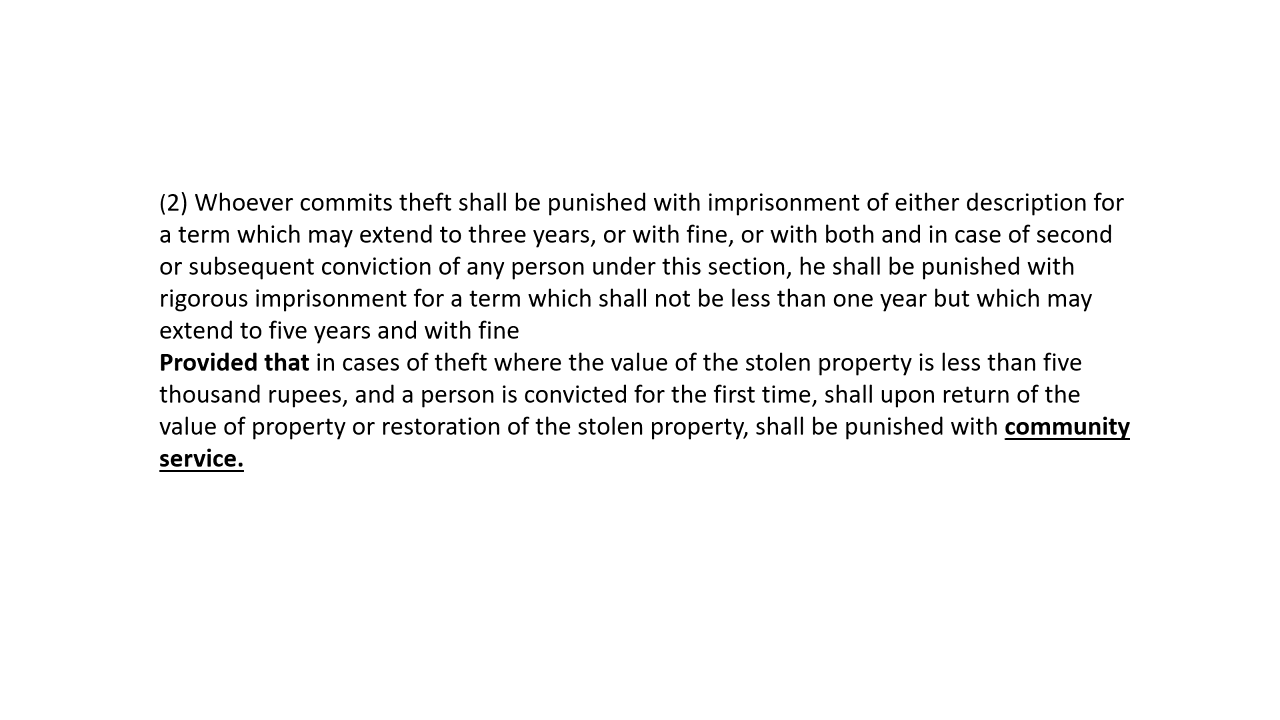 (2) Whoever commits theft shall be punished with imprisonment of either description for
a term which may extend to three years, or with fine, or with both and in case of second
or subsequent conviction of any person under this section, he shall be punished with
rigorous imprisonment for a term which shall not be less than one year but which may
extend to five years and with fine
Provided that in cases of theft where the value of the stolen property is less than five
thousand rupees, and a person is convicted for the first time, shall upon return of the
value of property or restoration of the stolen property, shall be punished with community
service.